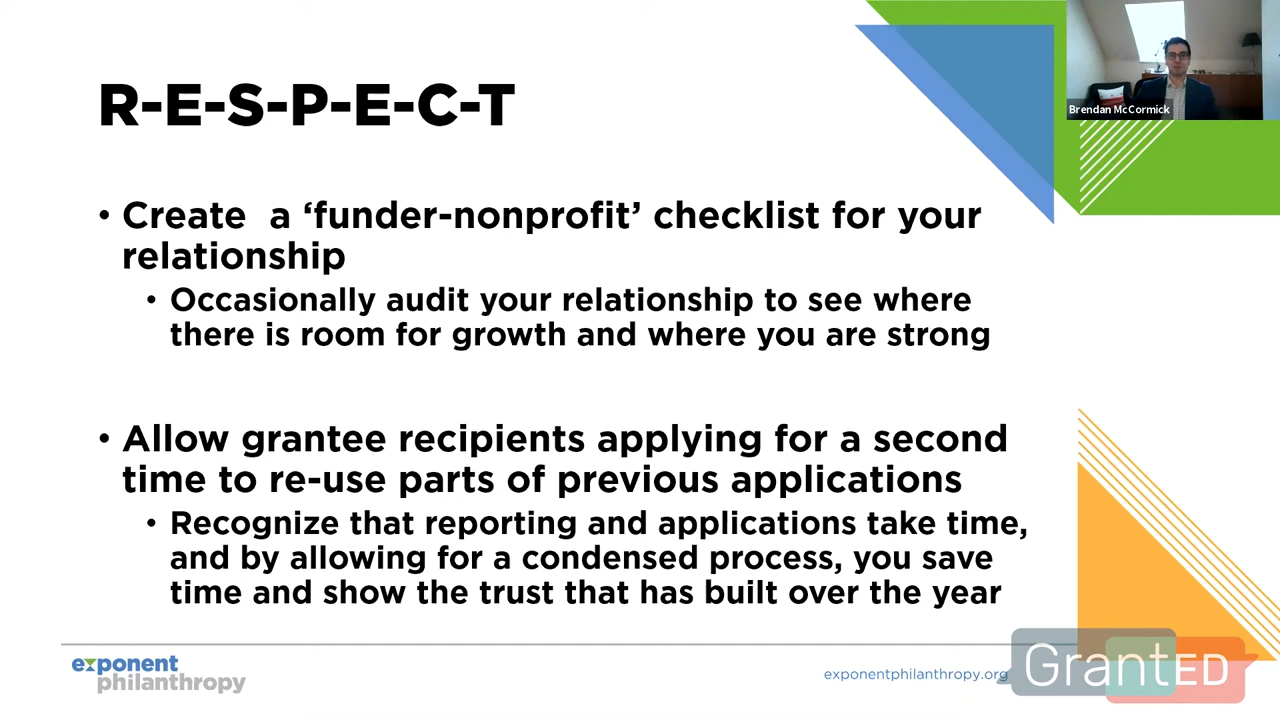 Brendan McCormick
R-E-S-P-E-C-T
• Create a ‘funder-nonprofit’ checklist for your
relationship
• Occasionally audit your relationship to see where
there is room for growth and where you are strong
• Allow grantee recipients applying for a second
time to re-use parts of previous applications
• Recognize that reporting and applications take time,
and by allowing for a condensed process, you save
time and show the trust that has built over the year
exponent
philanthropy
exponentphilanthropy.org
GrantED